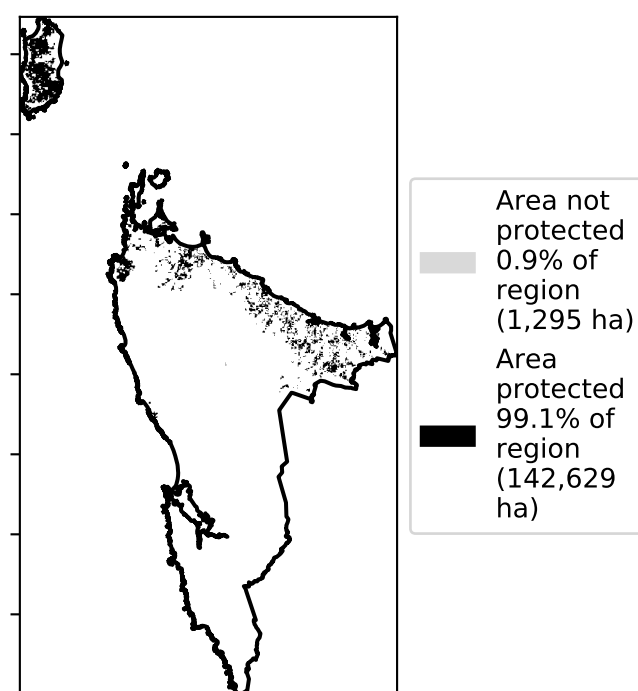 Area not
protected
0.9% of
region
(1,295 ha)
Area
protected
99.1% of
region
(142,629
ha)